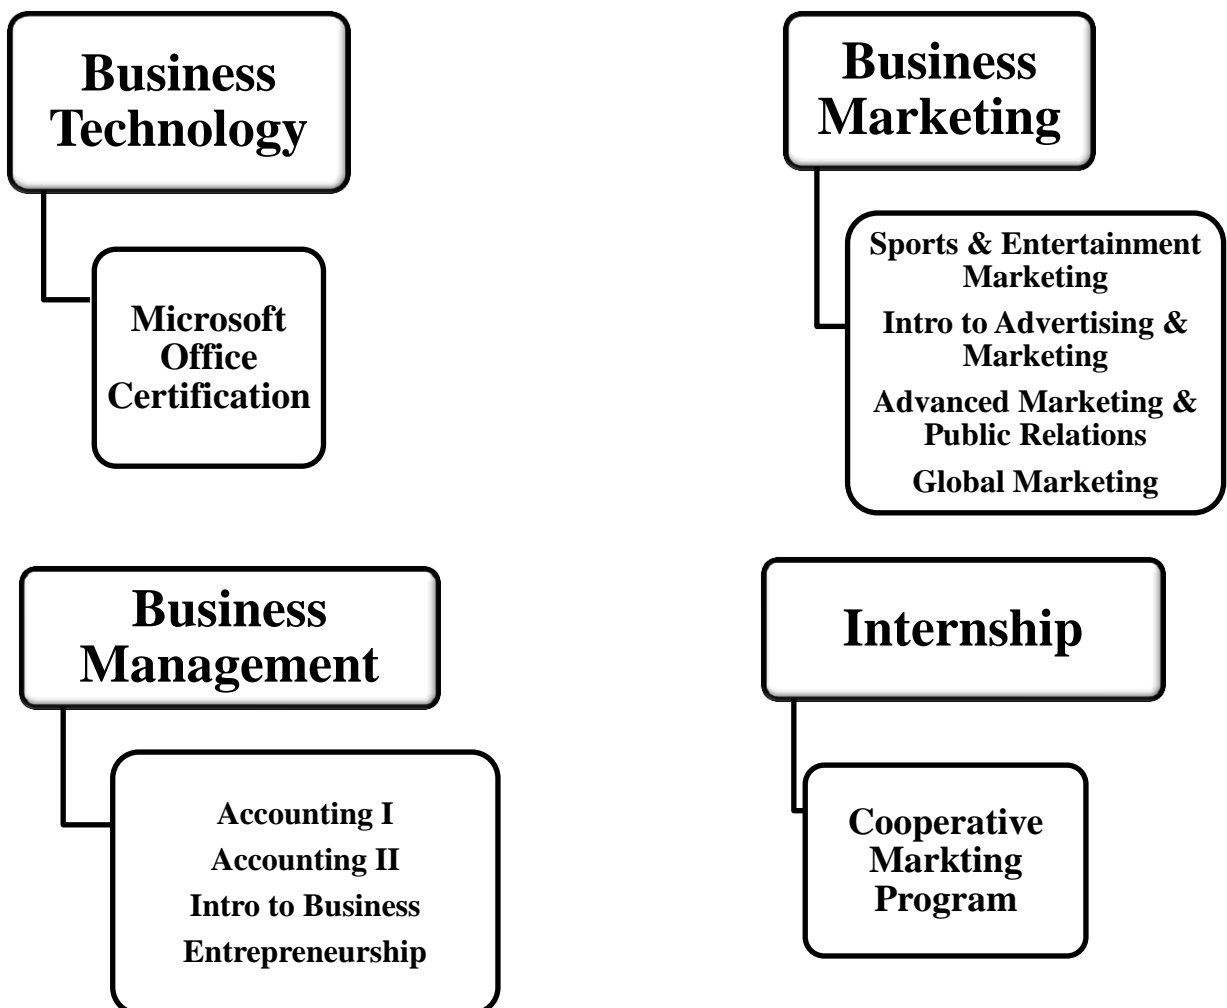 Business
Technology
Microsoft
Office
Certification
Business
Marketing
Sports & Entertainment
Marketing
Intro to Advertising &
Marketing
Advanced Marketing &
Public Relations
Global Marketing
Business
Management
Accounting I
Accounting II
Intro to Business
Entrepreneurship
Internship
Cooperative
Markting
Program